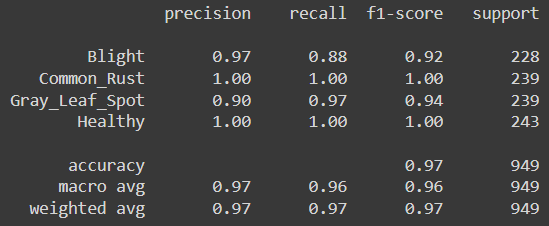 precision recall f1-score support
Blight 0.97 0.88 0.92 228
Common_Rust 1.00 1.00 1.00 239
Gray_Leaf_Spot 0.90 0.97 0.94 239
Healthy 1.00 1.00 1.00 243
accuracy 0.97 949
macro avg 0.97 0.96 0.96 949
weighted avg 0.97 0.97 0.97 949